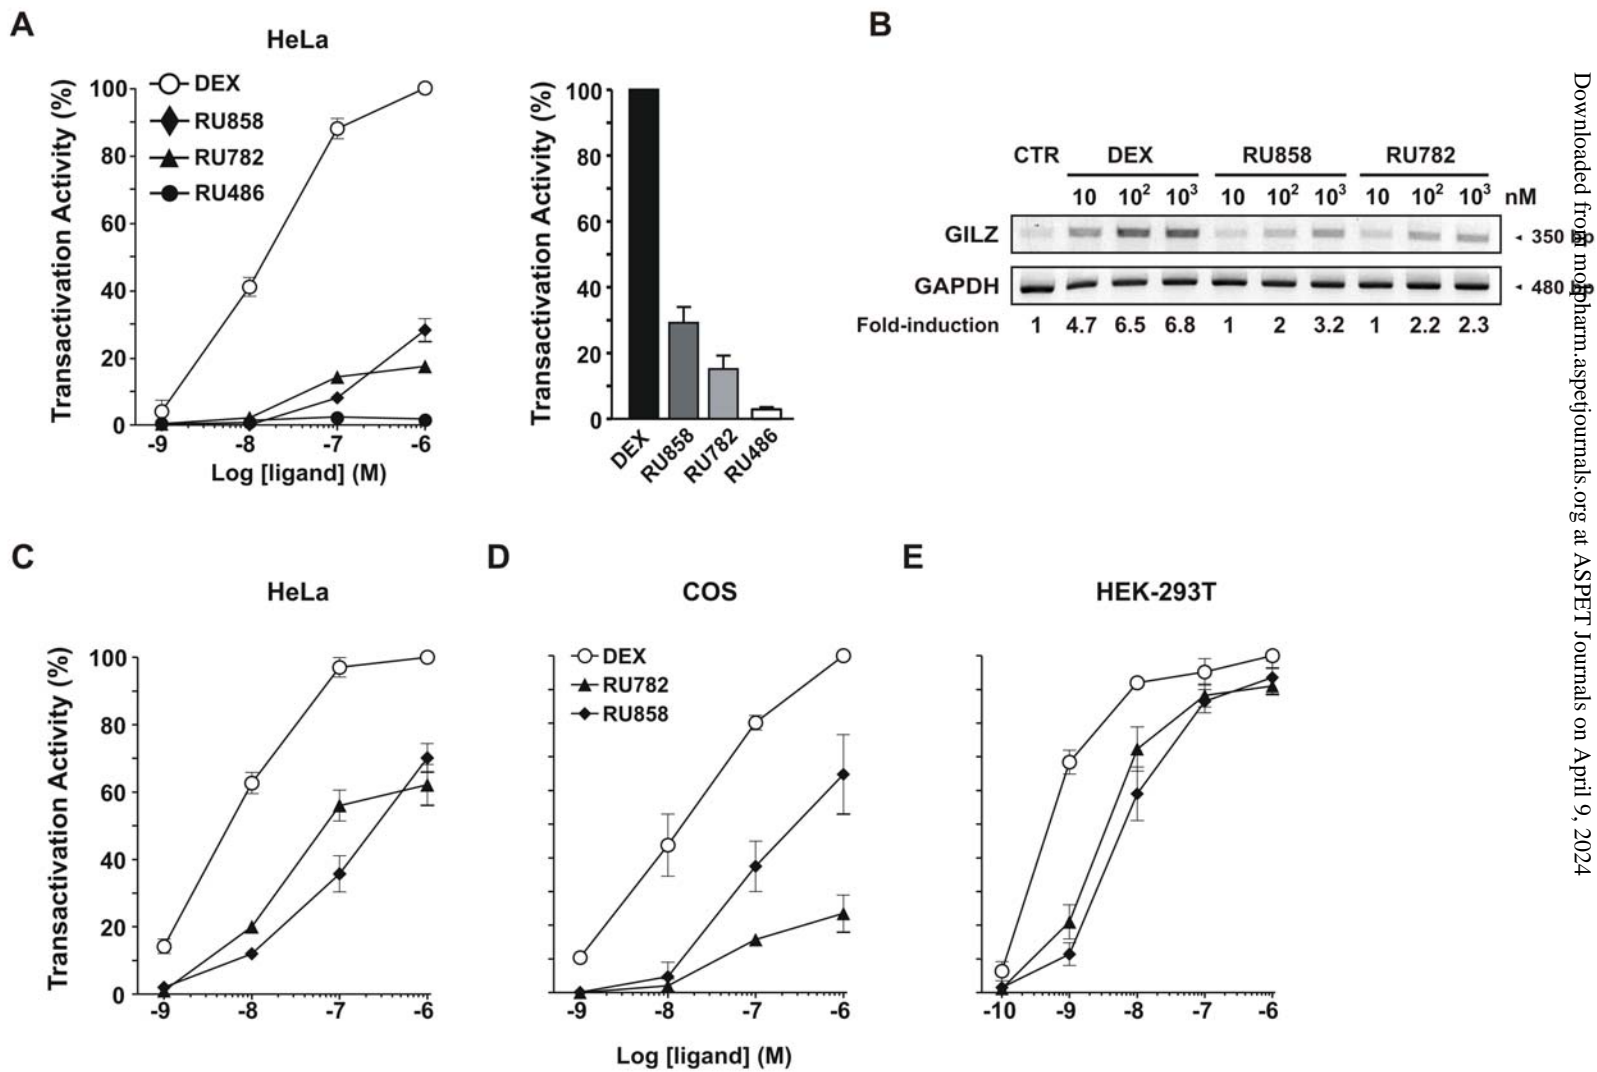 A
HeLa
Transactivation Activity (%)
100
80
60
40
20
0
DEX
RU858
RU782
RU486
-9 -8 -7 -6
Log [ligand] (M)
Transactivation Activity (%)
100
80
60
40
20
0
DEX
RU858
RU782
RU486
B
CTR DEX RU858 RU782
10 10² 10³ 10 10² 10³ 10 10² 10³ nM
GILZ 350 bp
GAPDH 480 bp
Fold-induction 1 4.7 6.5 6.8 1 2 3.2 1 2.2 2.3
C
HeLa
Transactivation Activity (%)
100
80
60
40
20
0
-9 -8 -7 -6
D
COS
DEX
RU782
RU858
-9 -8 -7 -6
Log [ligand] (M)
E
HEK-293T
-10 -9 -8 -7 -6
Downloaded from molpharm.aspetjournals.org at ASPET Journals on April 9, 2024